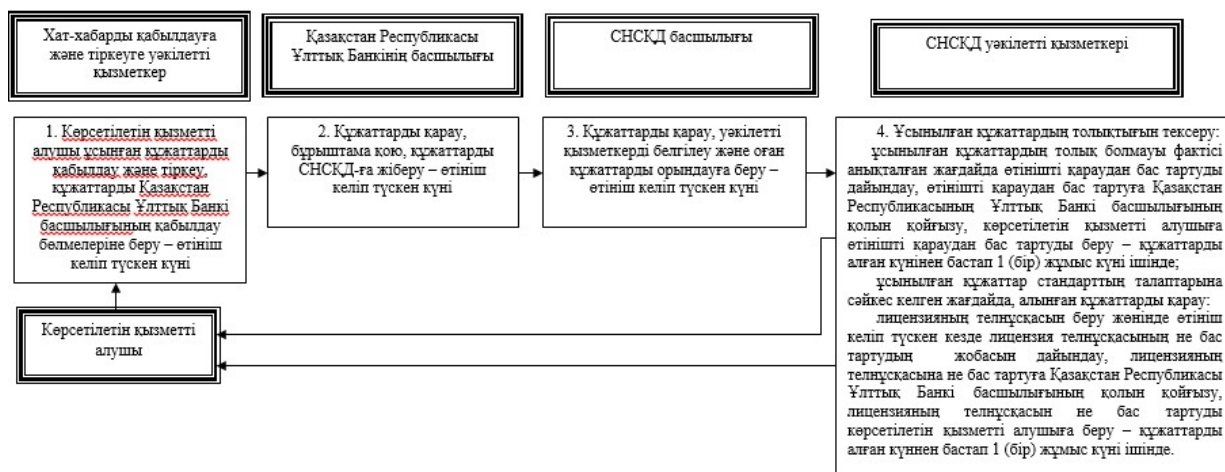 Хат-хабарды қабылдауға
және тіркеуге уәкілетті
қызметкер
Қазақстан Республикасы
Ұлттық Банкінің басшылығы
СНСҚД басшылығы
СНСҚД уәкілетті қызметкері
1. Көрсетілетін қызметті
алушы ұсынған құжаттарды
қабылдау және тіркеу,
құжаттарды Қазақстан
Республикасы Ұлттық Банкі
басшылығының қабылдау
бөлмелеріне беру – өтініш
келіп түскен күні
2. Құжаттарды қарау,
бұрыштама қою, құжаттарды
СНСҚД-ға жіберу – өтініш
келіп түскен күні
3. Құжаттарды қарау, уәкілетті
қызметкерді белгілеу және оған
құжаттарды орындауға беру –
өтініш келіп түскен күні
4. Ұсынылған құжаттардың толықтығын тексеру:
ұсынылған құжаттардың толық болмауы фактісі
анықталған жағдайда өтінішті қараудан бас тартуды
дайындау, өтінішті қараудан бас тартуға Қазақстан
Республикасының Ұлттық Банкі басшылығының
қолын қойғызу, көрсетілетін қызметті алушыға
өтінішті қараудан бас тартуды беру – құжаттарды
алған күнінен бастап 1 (бір) жұмыс күні ішінде;
ұсынылған құжаттар стандарттың талаптарына
сәйкес келген жағдайда, алынған құжаттарды қарау:
лицензияның телнұсқасын беру жөнінде өтініш
келіп түскен кезде лицензия телнұсқасының не бас
тартудың жобасын дайындау, лицензияның
телнұсқасына не бас тартуға Қазақстан Республикасы
Ұлттық Банкі басшылығының қолын қойғызу,
лицензияның телнұсқасын не бас тартуды
көрсетілетін қызметті алушыға беру – құжаттарды
алған күннен бастап 1 (бір) жұмыс күні ішінде.
Көрсетілетін қызметті
алушы